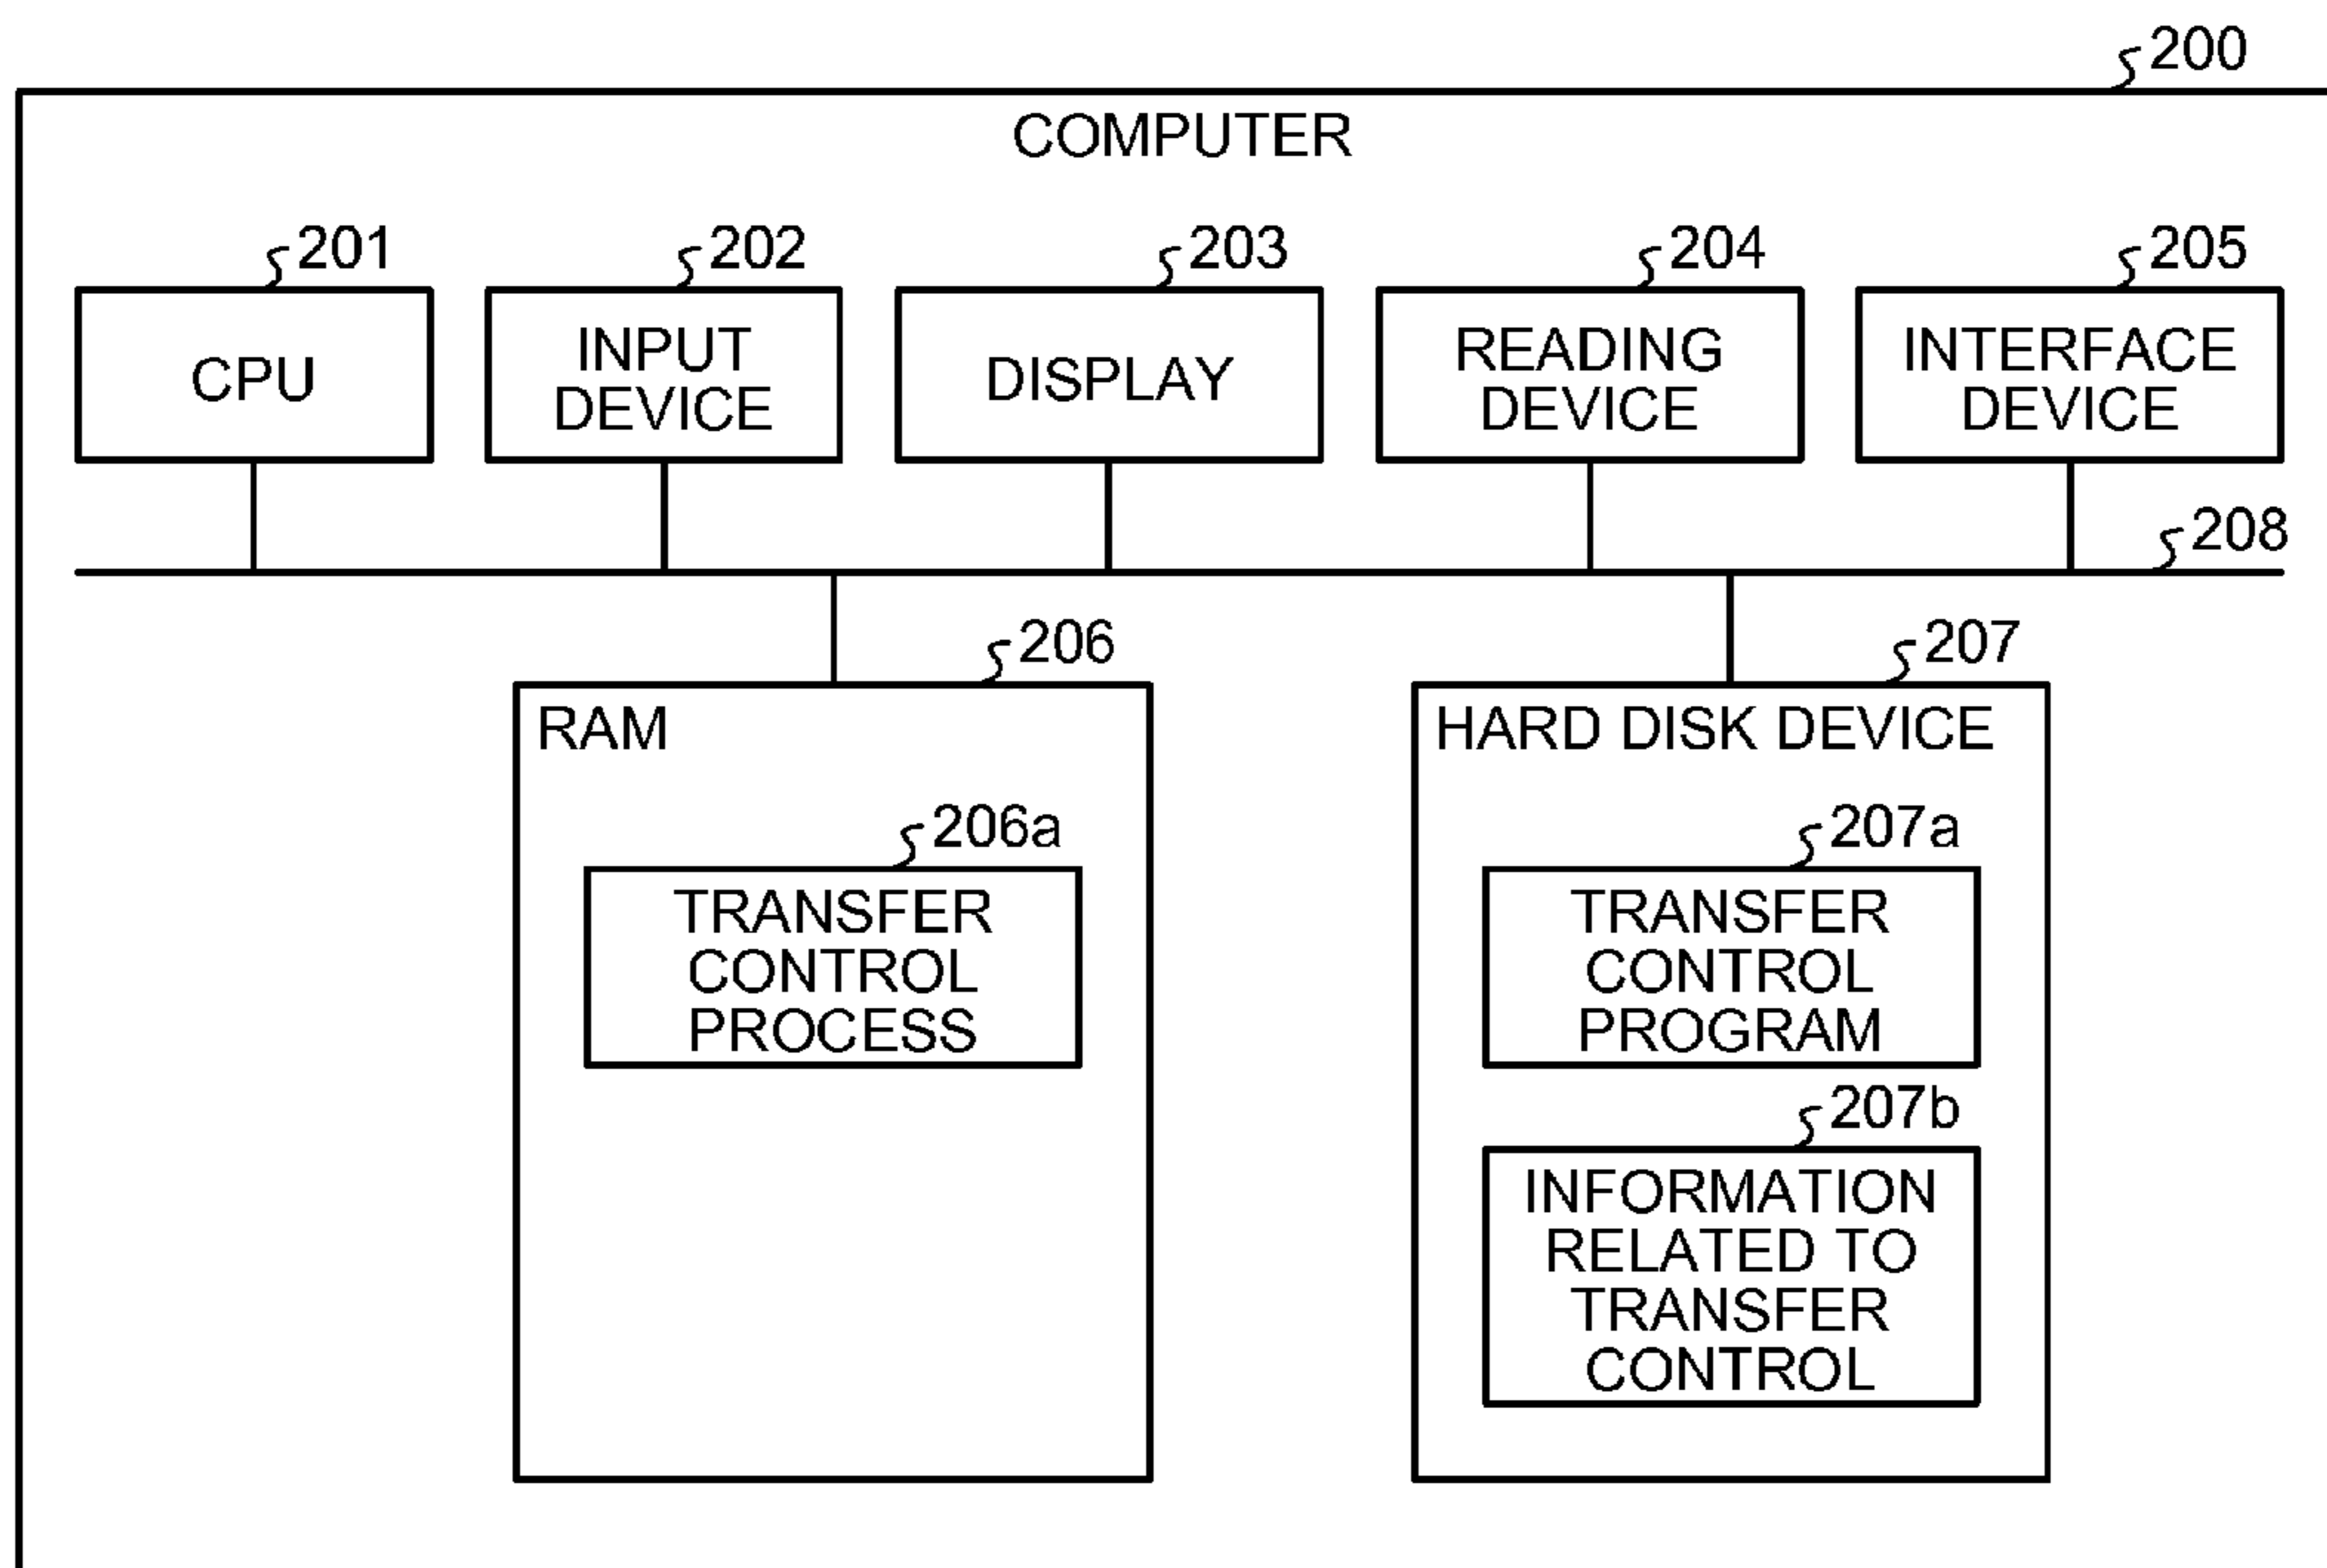 200
COMPUTER
201
202
203
204
205
CPU
INPUT
DEVICE
DISPLAY
READING
DEVICE
INTERFACE
DEVICE
208
206
207
RAM
HARD DISK DEVICE
206a
TRANSFER
CONTROL
PROCESS
207a
TRANSFER
CONTROL
PROGRAM
207b
INFORMATION
RELATED TO
TRANSFER
CONTROL